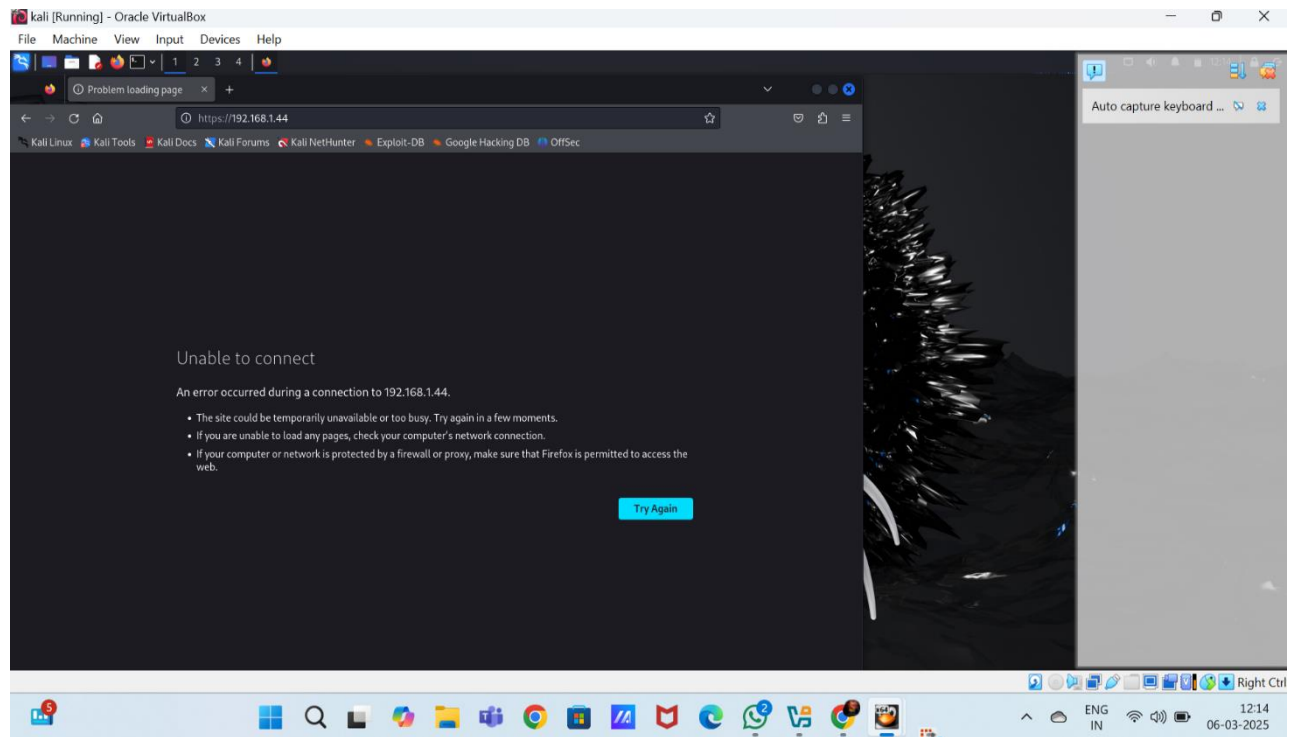 kali [Running] - Oracle VirtualBox
File Machine View Input Devices Help
1 2 3 4
Problem loading page
https://192.168.1.44
Kali Linux Kali Tools Kali Docs Kali Forums Kali NetHunter Exploit-DB Google Hacking DB OffSec
Auto capture keyboard ...
Unable to connect
An error occurred during a connection to 192.168.1.44.
• The site could be temporarily unavailable or too busy. Try again in a few moments.
• If you are unable to load any pages, check your computer's network connection.
• If your computer or network is protected by a firewall or proxy, make sure that Firefox is permitted to access the
web.
Try Again
Right Ctrl
5
ENG
IN
12:14
06-03-2025